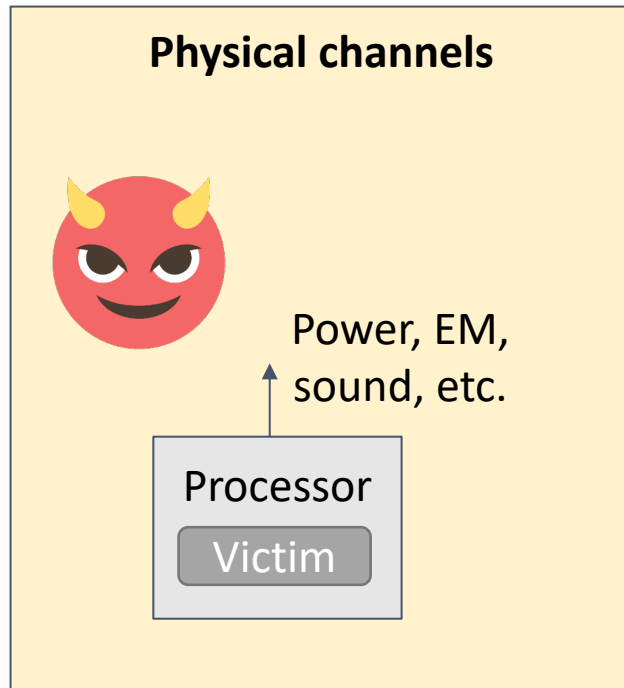 Physical channels
Power, EM,
sound, etc.
Processor
Victim